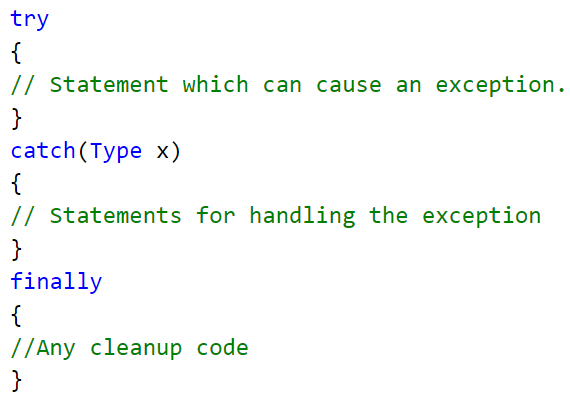 try
{
// Statement which can cause an exception.
}
catch(Type x)
{
// Statements for handling the exception
}
finally
{
//Any cleanup code
}